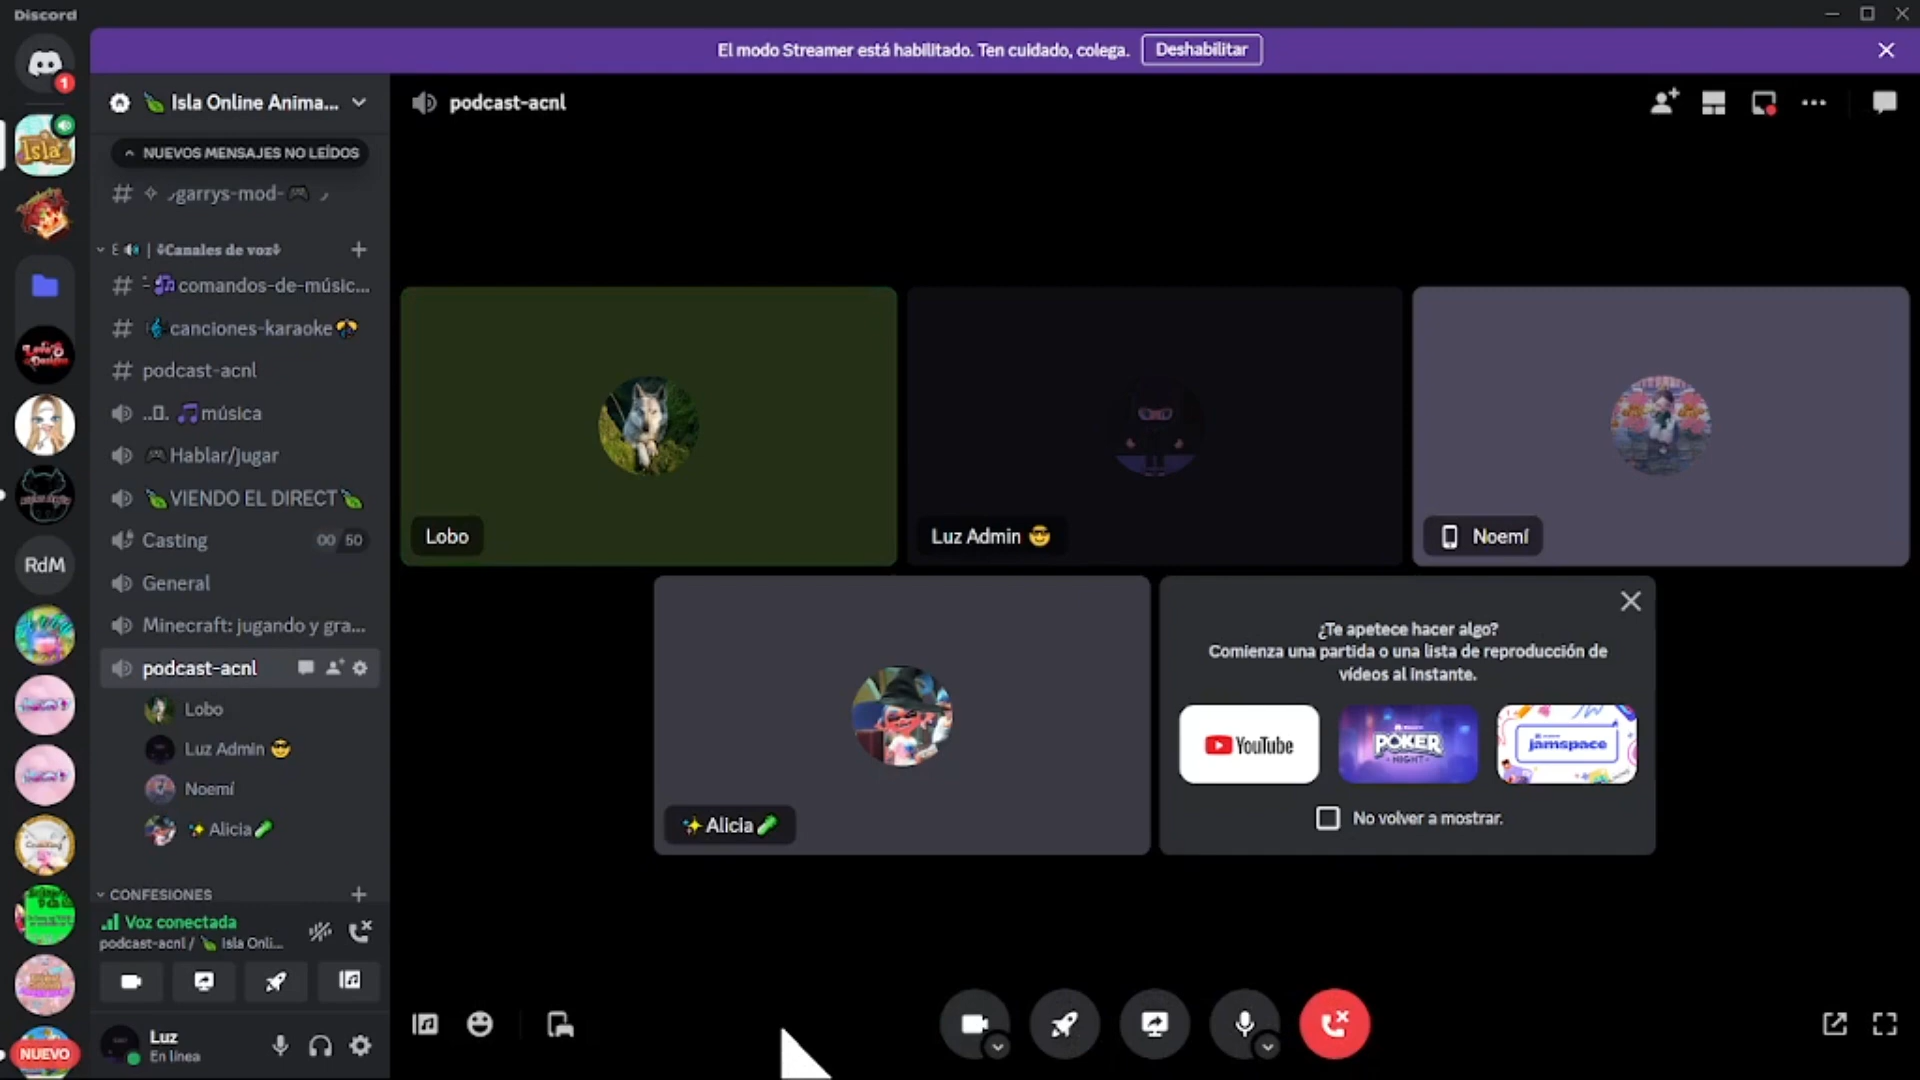 Discord
El modo Streamer está habilitado. Ten cuidado, colega.
Deshabilitar
1
Isla Online Anima...
podcast-acnl
Isla
NUEVOS MENSAJES NO LEÍDOS
garrys-mod-
E | Canales de voz
comandos-de-músic...
canciones-karaoke
podcast-acnl
música
Hablar/jugar
VIENDO EL DIRECT
Casting
00 50
RdM
General
Minecraft: jugando y gra...
podcast-acnl
Lobo
Luz Admin
Noemí
Alicia
CONFESIONES
Voz conectada
podcast-acnl / Isla Onli...
Luz
En línea
NUEVO
Lobo
Luz Admin
Noemí
Alicia
¿Te apetece hacer algo?
Comienza una partida o una lista de reproducción de
vídeos al instante.
YouTube
POKER
NIGHT
jamspace
No volver a mostrar.